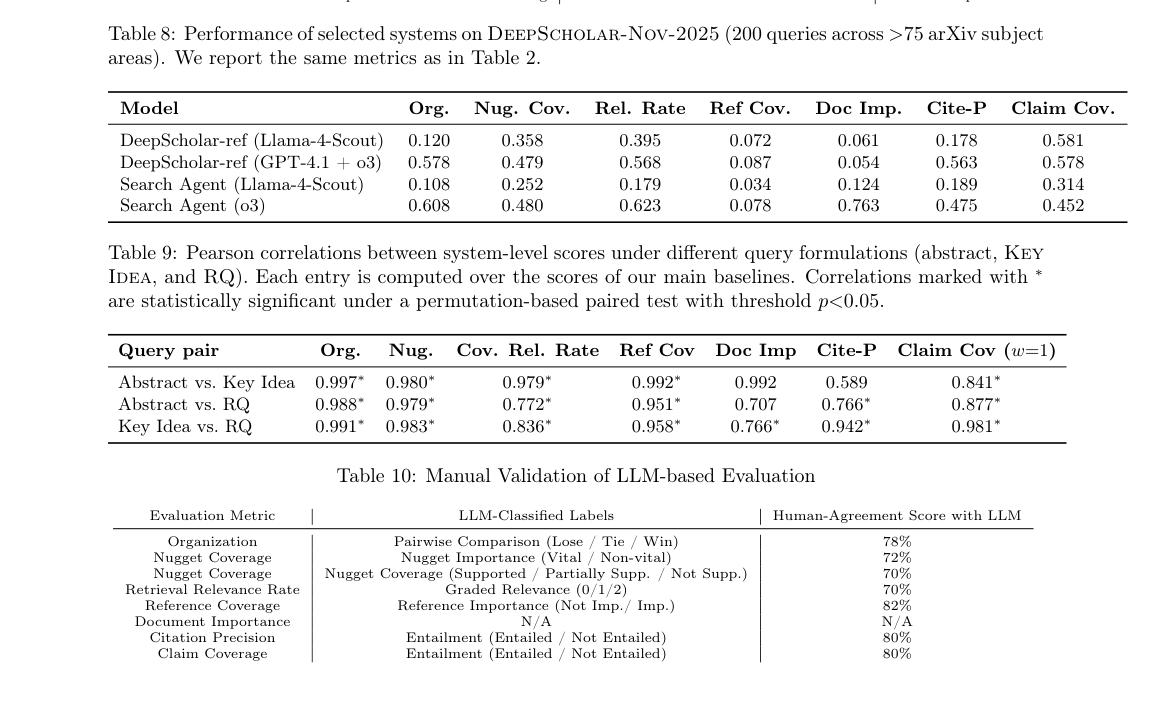 Table 8: Performance of selected systems on DEEPSCHOLAR-NOV-2025 (200 queries across >75 arXiv subject
areas). We report the same metrics as in Table 2.
Model Org. Nug. Cov. Rel. Rate Ref Cov. Doc Imp. Cite-P Claim Cov.
DeepScholar-ref (Llama-4-Scout) 0.120 0.358 0.395 0.072 0.061 0.178 0.581
DeepScholar-ref (GPT-4.1 + o3) 0.578 0.479 0.568 0.087 0.054 0.563 0.578
Search Agent (Llama-4-Scout) 0.108 0.252 0.179 0.034 0.124 0.189 0.314
Search Agent (o3) 0.608 0.480 0.623 0.078 0.763 0.475 0.452
Table 9: Pearson correlations between system-level scores under different query formulations (abstract, KEY
IDEA, and RQ). Each entry is computed over the scores of our main baselines. Correlations marked with *
are statistically significant under a permutation-based paired test with threshold p<0.05.
Query pair Org. Nug. Cov. Rel. Rate Ref Cov Doc Imp Cite-P Claim Cov (w=1)
Abstract vs. Key Idea 0.997* 0.980* 0.979* 0.992* 0.992 0.589 0.841*
Abstract vs. RQ 0.988* 0.979* 0.772* 0.951* 0.707 0.766* 0.877*
Key Idea vs. RQ 0.991* 0.983* 0.836* 0.958* 0.766* 0.942* 0.981*
Table 10: Manual Validation of LLM-based Evaluation
Evaluation Metric LLM-Classified Labels Human-Agreement Score with LLM
Organization Pairwise Comparison (Lose / Tie / Win) 78%
Nugget Coverage Nugget Importance (Vital / Non-vital) 72%
Nugget Coverage Nugget Coverage (Supported / Partially Supp. / Not Supp.) 70%
Retrieval Relevance Rate Graded Relevance (0/1/2) 70%
Reference Coverage Reference Importance (Not Imp./ Imp.) 82%
Document Importance N/A N/A
Citation Precision Entailment (Entailed / Not Entailed) 80%
Claim Coverage Entailment (Entailed / Not Entailed) 80%